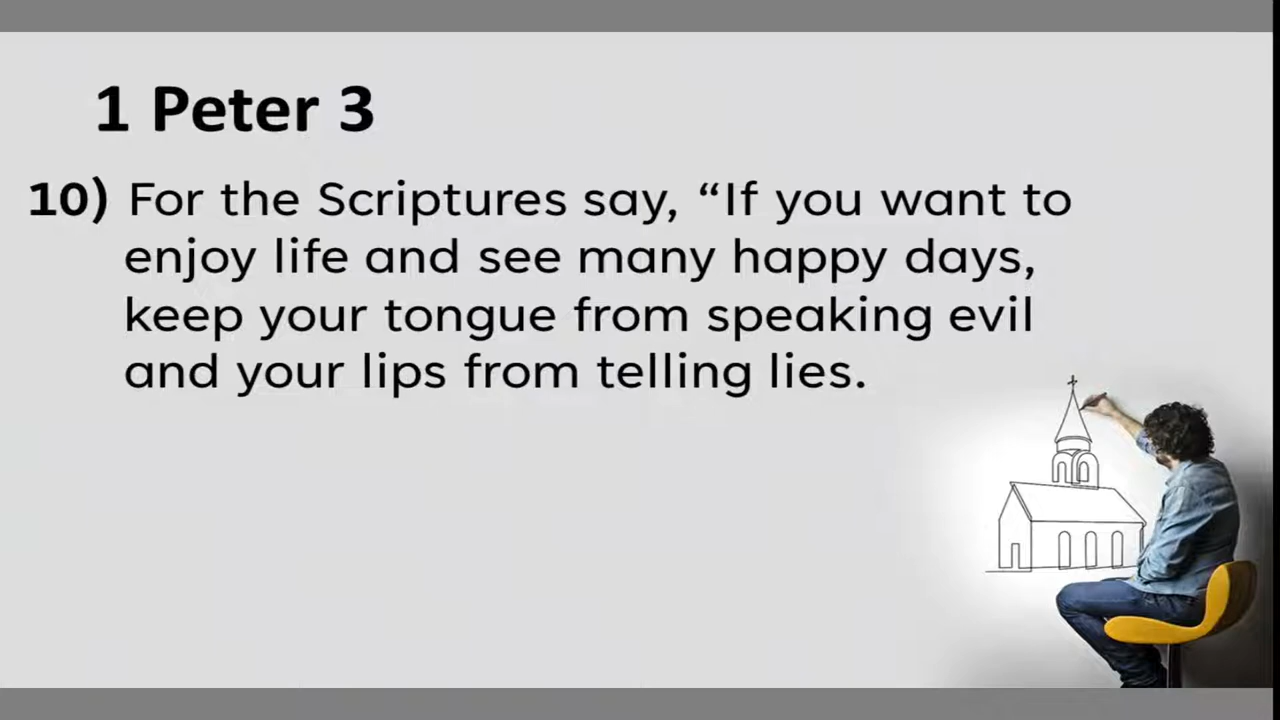 1 Peter 3
10) For the Scriptures say, “If you want to
enjoy life and see many happy days,
keep your tongue from speaking evil
and your lips from telling lies.